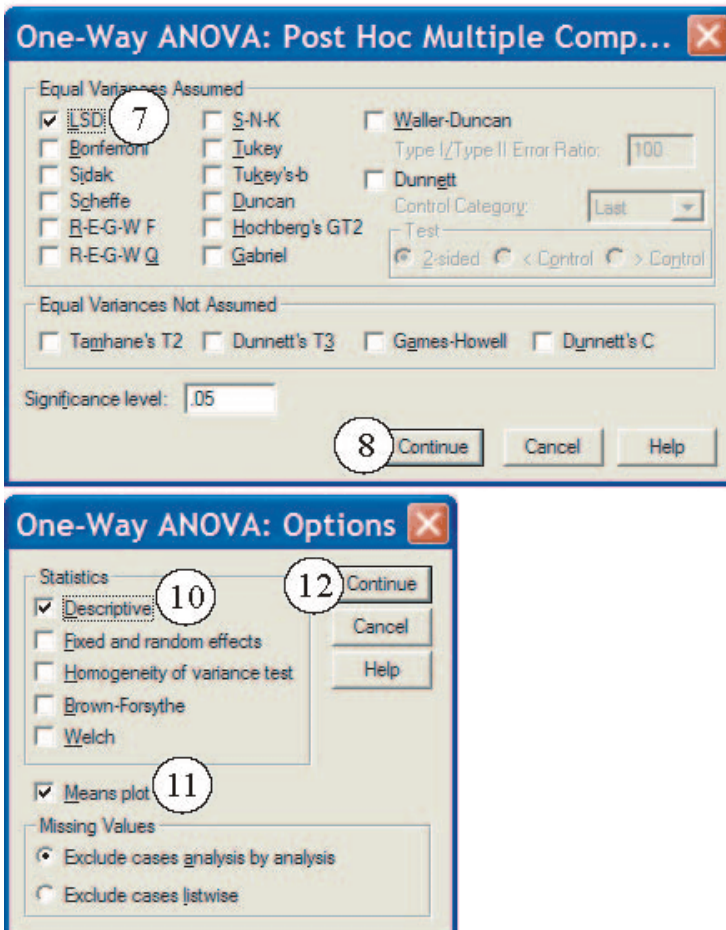 One-Way ANOVA: Post Hoc Multiple Comp...
Equal Variances Assumed
LSD 7 S-N-K Waller-Duncan
Bonferroni Tukey Type I/Type II Error Ratio: 100
Sidak Tukey's-b Dunnett
Scheffe Duncan Control Category: Last
R-E-G-W F Hochberg's GT2 Test
R-E-G-W Q Gabriel 2-sided < Control > Control
Equal Variances Not Assumed
Tamhane's T2 Dunnett's T3 Games-Howell Dunnett's C
Significance level: .05
8 Continue Cancel Help
One-Way ANOVA: Options
Statistics 12 Continue
Descriptive 10 Cancel
Fixed and random effects
Homogeneity of variance test Help
Brown-Forsythe
Welch
Means plot 11
Missing Values
Exclude cases analysis by analysis
Exclude cases listwise